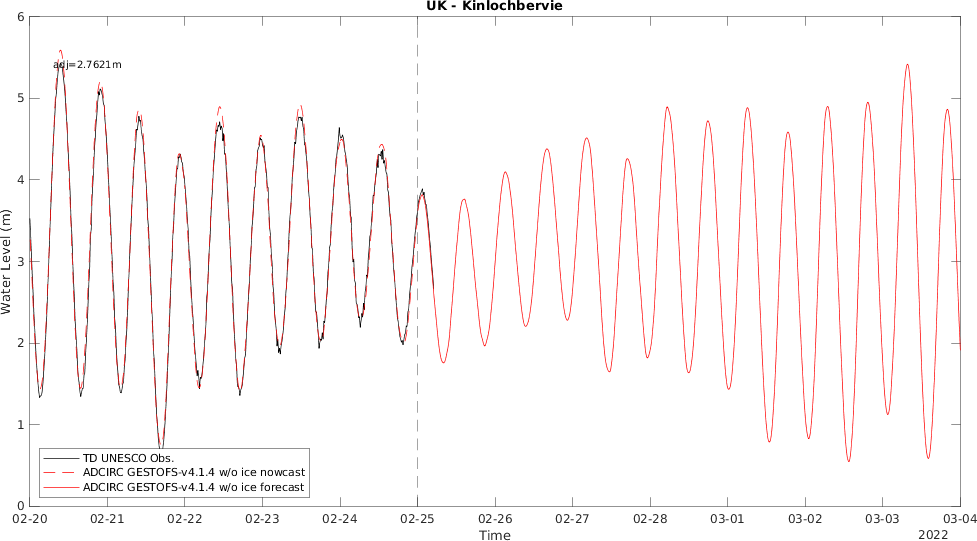 UK - Kinlochbervie
6
5
4
3
2
1
0
Water Level (m)
adj=2.7621m
TD UNESCO Obs.
ADCIRC GESTOFS-v4.1.4 w/o ice nowcast
ADCIRC GESTOFS-v4.1.4 w/o ice forecast
02-20 02-21 02-22 02-23 02-24 02-25 02-26 02-27 02-28 03-01 03-02 03-03 03-04
Time
2022